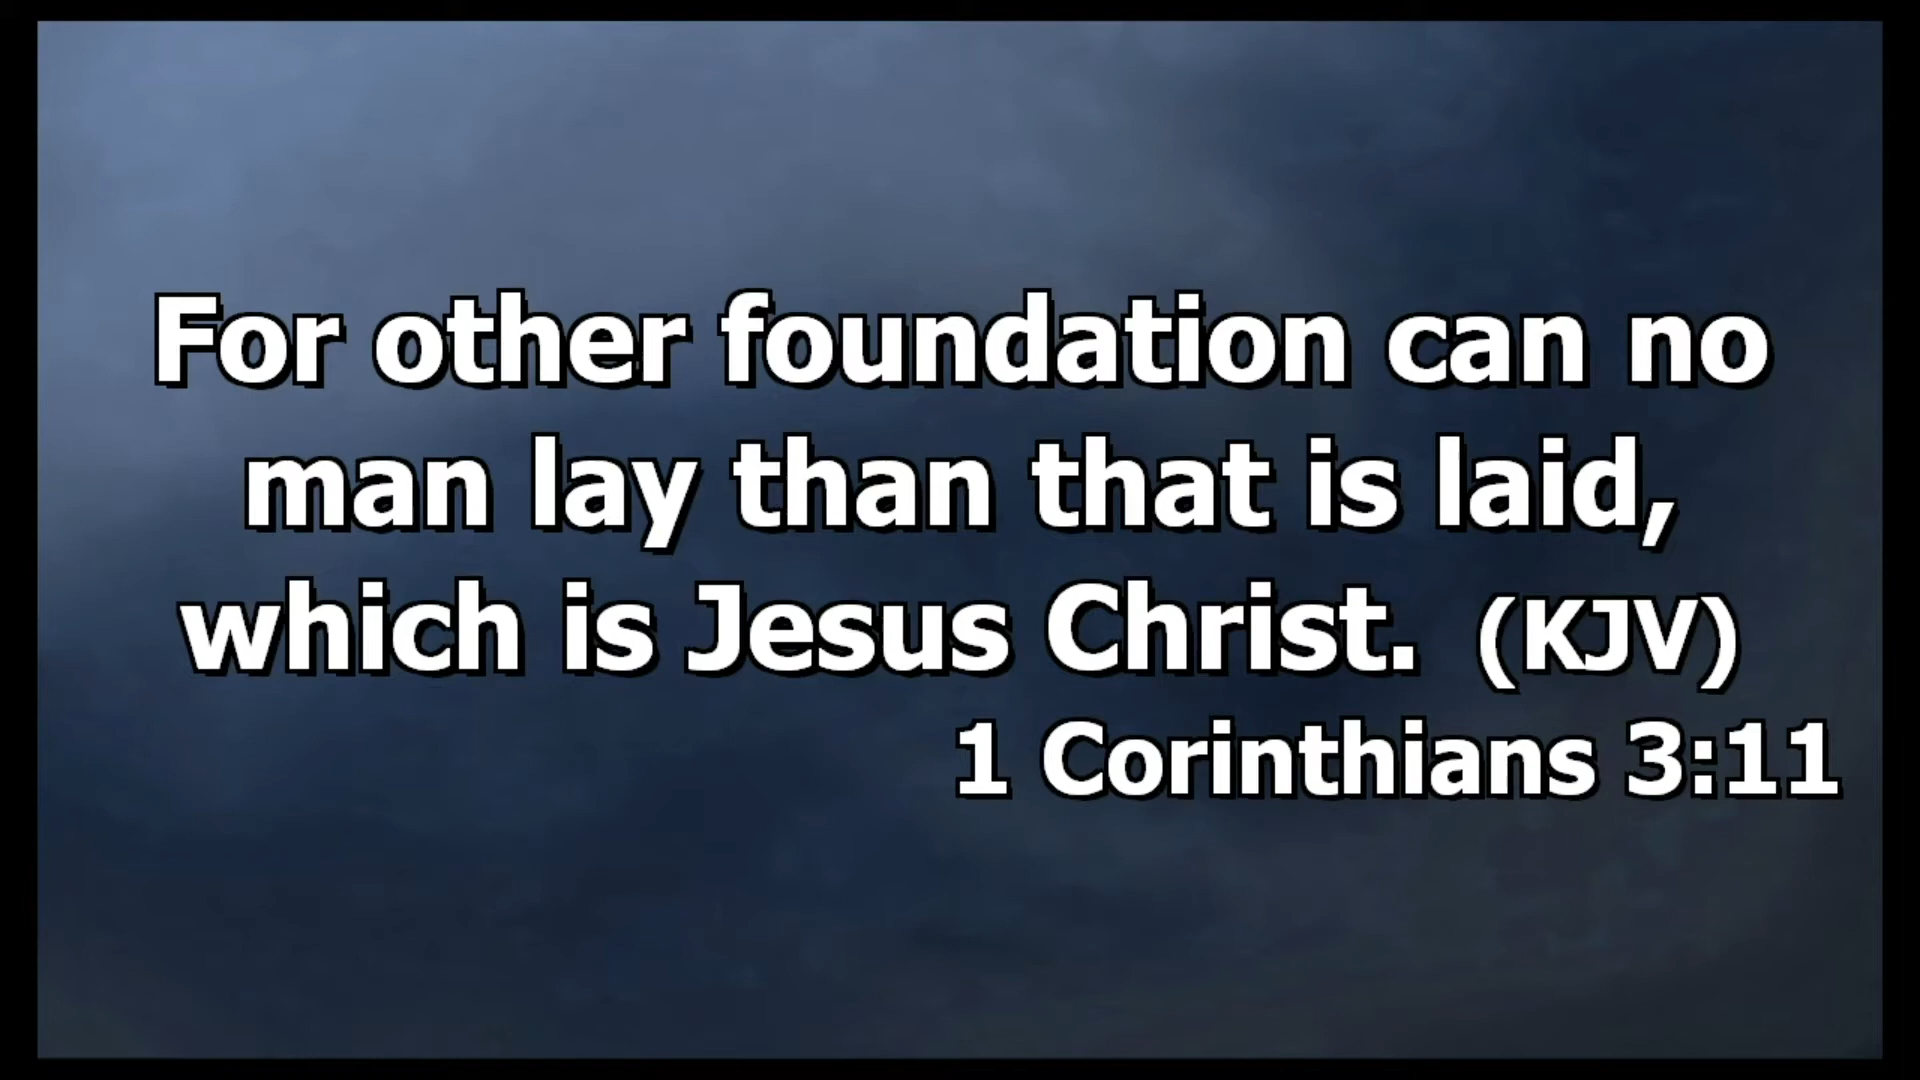 For other foundation can no
man lay than that is laid,
which is Jesus Christ. (KJV)
1 Corinthians 3:11